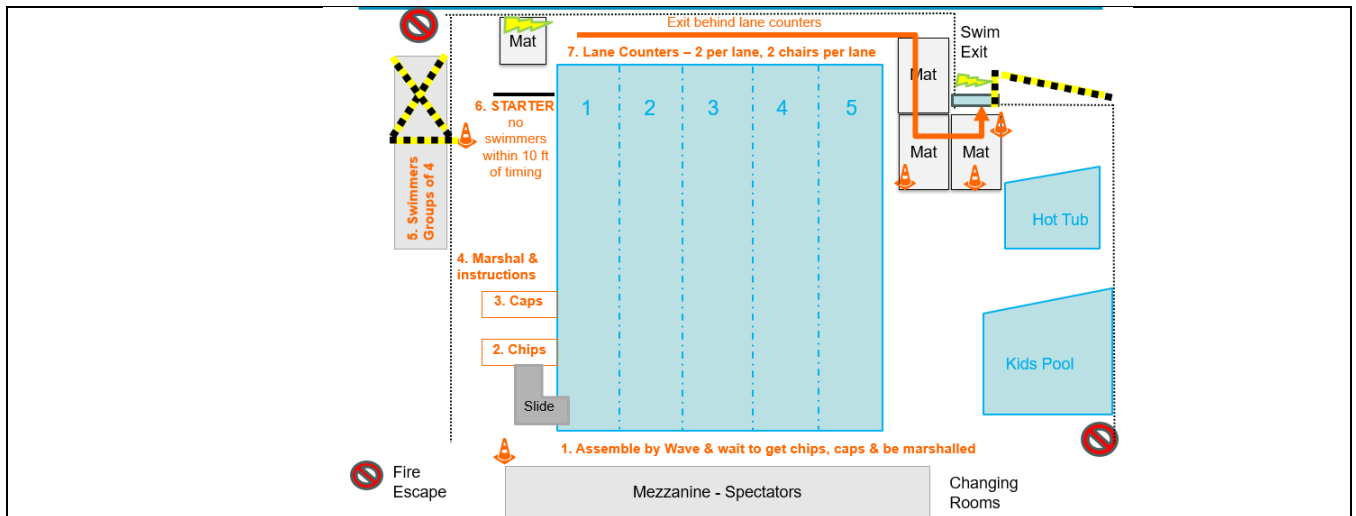 Exit behind lane counters
Mat
7. Lane Counters – 2 per lane, 2 chairs per lane
Swim
Exit
Mat
6. STARTER
no
swimmers
within 10 ft
of timing
1
2
3
4
5
Mat
Mat
5. Swimmers
Groups of 4
Hot Tub
4. Marshal &
instructions
3. Caps
2. Chips
Kids Pool
Slide
1. Assemble by Wave & wait to get chips, caps & be marshalled
Fire
Escape
Mezzanine - Spectators
Changing
Rooms